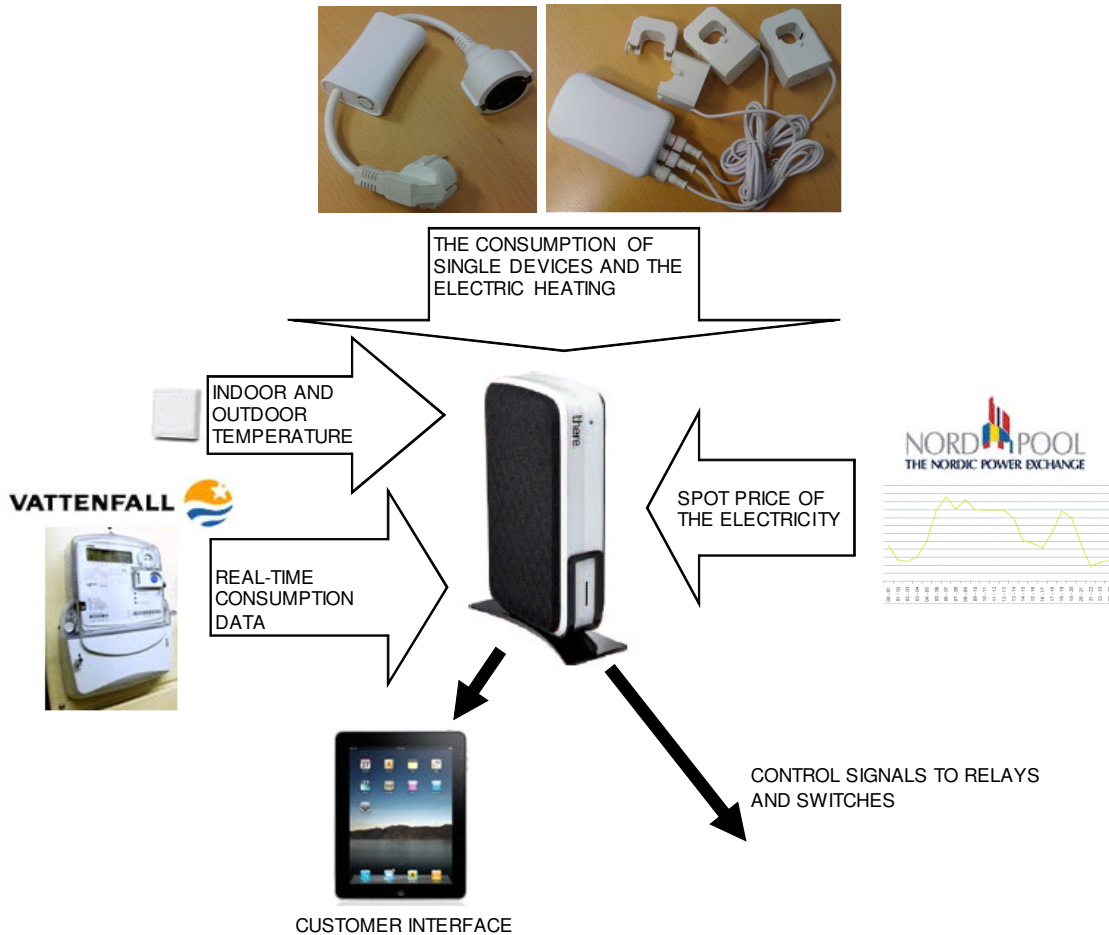 THE CONSUMPTION OF
SINGLE DEVICES AND THE
ELECTRIC HEATING
INDOOR AND
OUTDOOR
TEMPERATURE
there
NORD POOL
THE NORDIC POWER EXCHANGE
VATTENFALL
SPOT PRICE OF
THE ELECTRICITY
REAL-TIME
CONSUMPTION
DATA
CONTROL SIGNALS TO RELAYS
AND SWITCHES
CUSTOMER INTERFACE